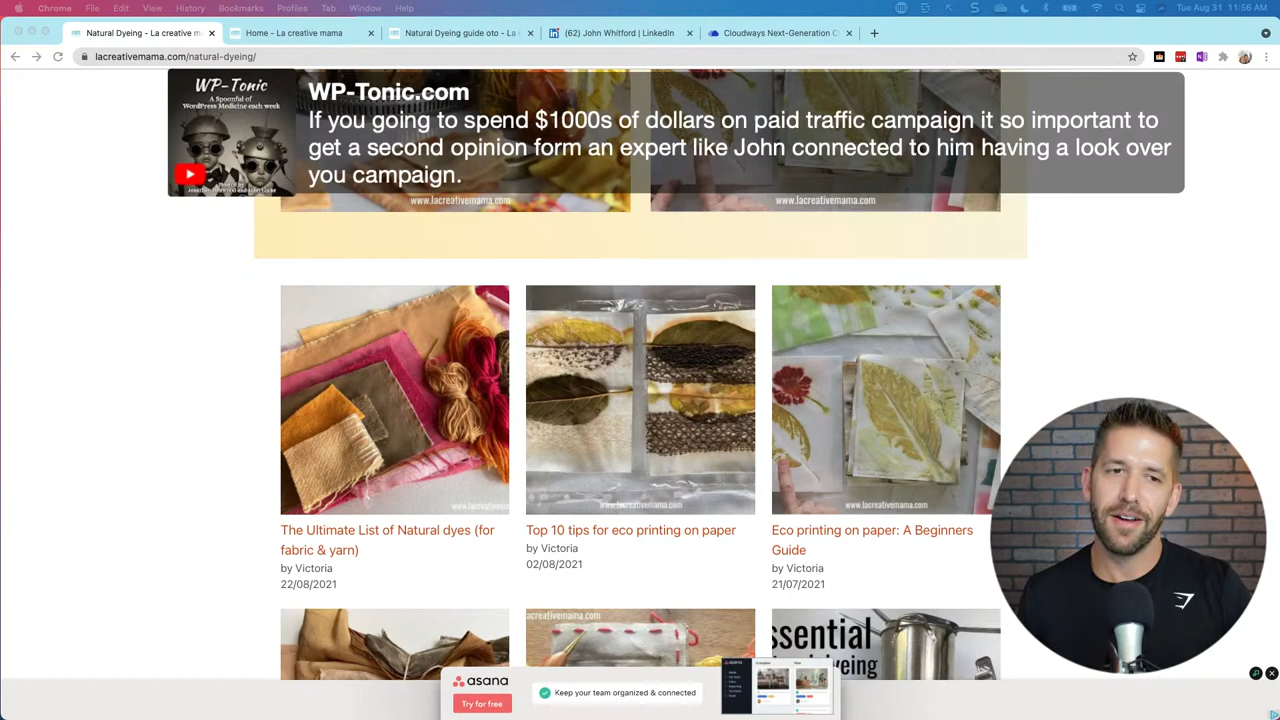 Chrome File Edit View History Bookmarks Profiles Tab Window Help
Tue Aug 31 11:56 AM
Natural Dyeing - La creative m
Home - La creative mama
Natural Dyeing guide oto - La
(62) John Whitford | LinkedIn
Cloudways Next-Generation C
lacreativemama.com/natural-dyeing/
WP-Tonic
A Spoonful of
WordPress Medicine each week
WP-Tonic.com
If you going to spend $1000s of dollars on paid traffic campaign it so important to
get a second opinion form an expert like John connected to him having a look over
you campaign.
www.lacreativemama.com
www.lacreativemama.com
www.lacreativemam
www.lacreativemama.com
www.lacreativemama.com
The Ultimate List of Natural dyes (for
fabric & yarn)
by Victoria
22/08/2021
Top 10 tips for eco printing on paper
by Victoria
02/08/2021
Eco printing on paper: A Beginners
Guide
by Victoria
21/07/2021
www.lacreativemama.com
asana
Try for free
Keep your team organized & connected